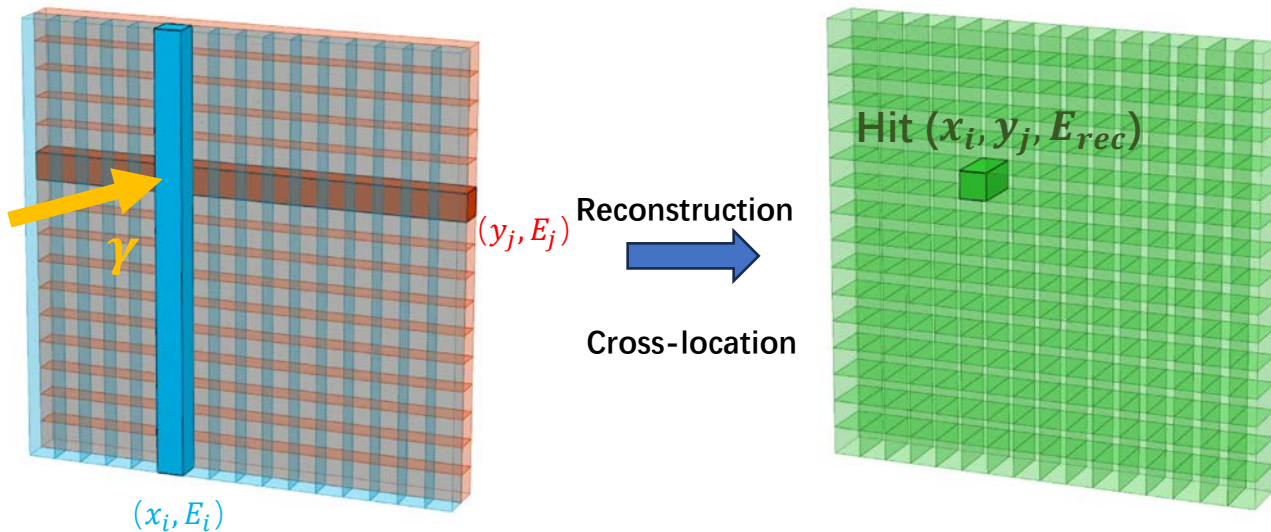 Hit (x_i, y_j, E_rec)
γ
(y_j, E_j)
Reconstruction
Cross-location
(x_i, E_i)